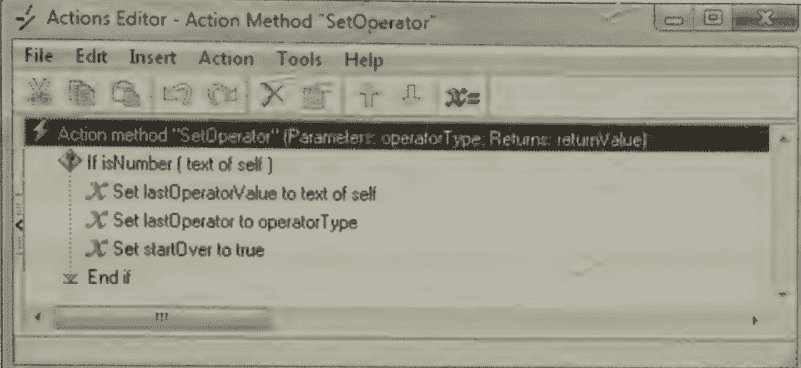 Actions Editor - Action Method "SetOperator"
File Edit Insert Action Tools Help
X=
Action method "SetOperator" (Parameters: operatorType; Returns: returnValue)
If isNumber ( text of self )
X Set lastOperatorValue to text of self
X Set lastOperator to operatorType
X Set startOver to true
End if